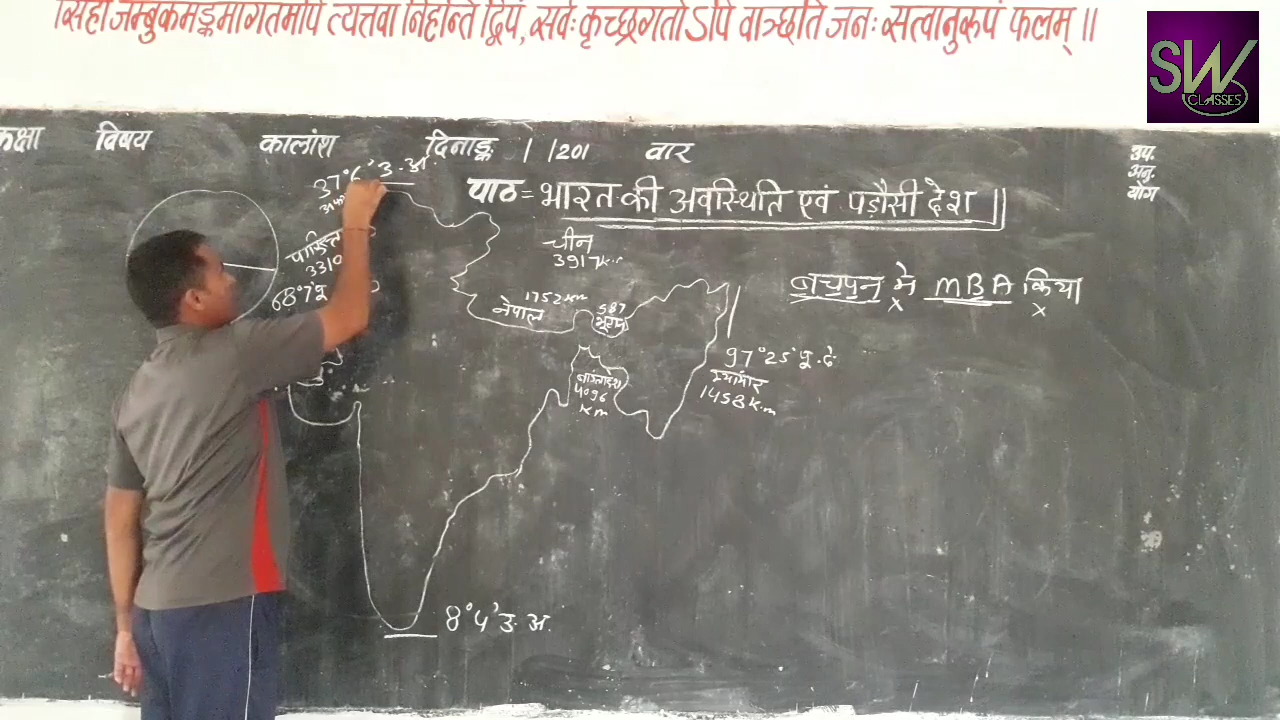 सिंहो जम्बुकमङ्कमागतमपि त्यत्तवा निहन्ति द्विपं, सर्वः कृच्छ्रगतोऽपि वाञ्छति जनः सत्वानुरूपं फलम् ॥
SW
CLASSES
कक्षा विषय कालांश दिनाङ्क / /201 वार
उप.
अनु.
योग
37°6' उ. अ
पाठ = भारत की अवस्थिति एवं पड़ौसी देश ||
3310
68°7' पू
चीन
3917 k.m
बचपन मे MBA किया
x x
नेपाल 1752 km
587
भूटान
97°25' पू. दे
म्यांमार
1458 k.m
बांग्लादेश
4096
km
8°4' उ. अ.